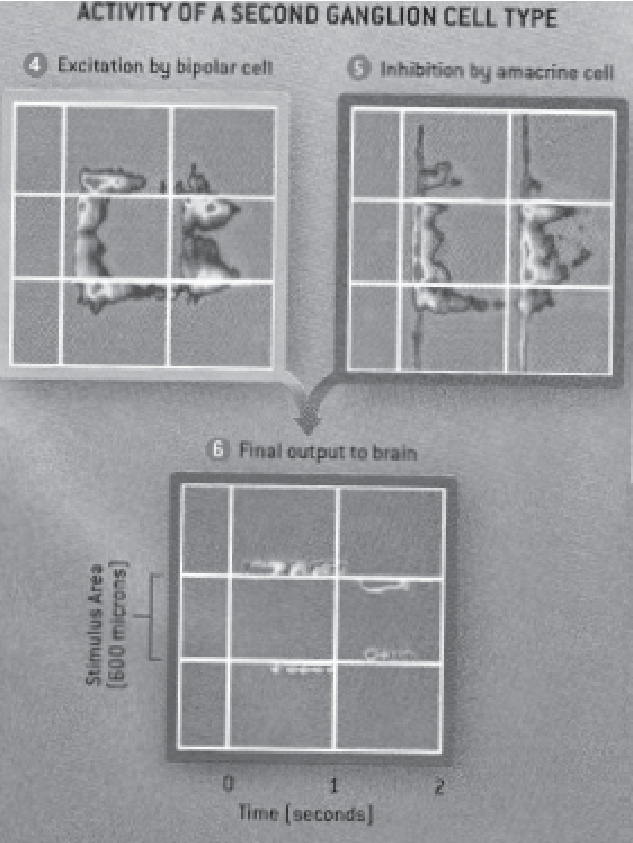 ACTIVITY OF A SECOND GANGLION CELL TYPE
4 Excitation by bipolar cell
5 Inhibition by amacrine cell
6 Final output to brain
Stimulus Area
[600 microns]
0 1 2
Time [seconds]